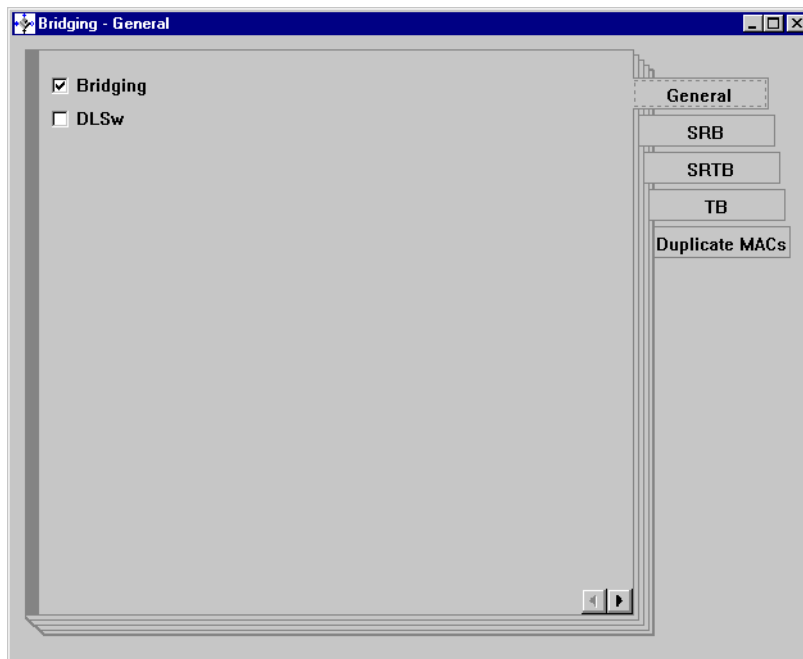 Bridging - General
Bridging
DLSw
General
SRB
SRTB
TB
Duplicate MACs